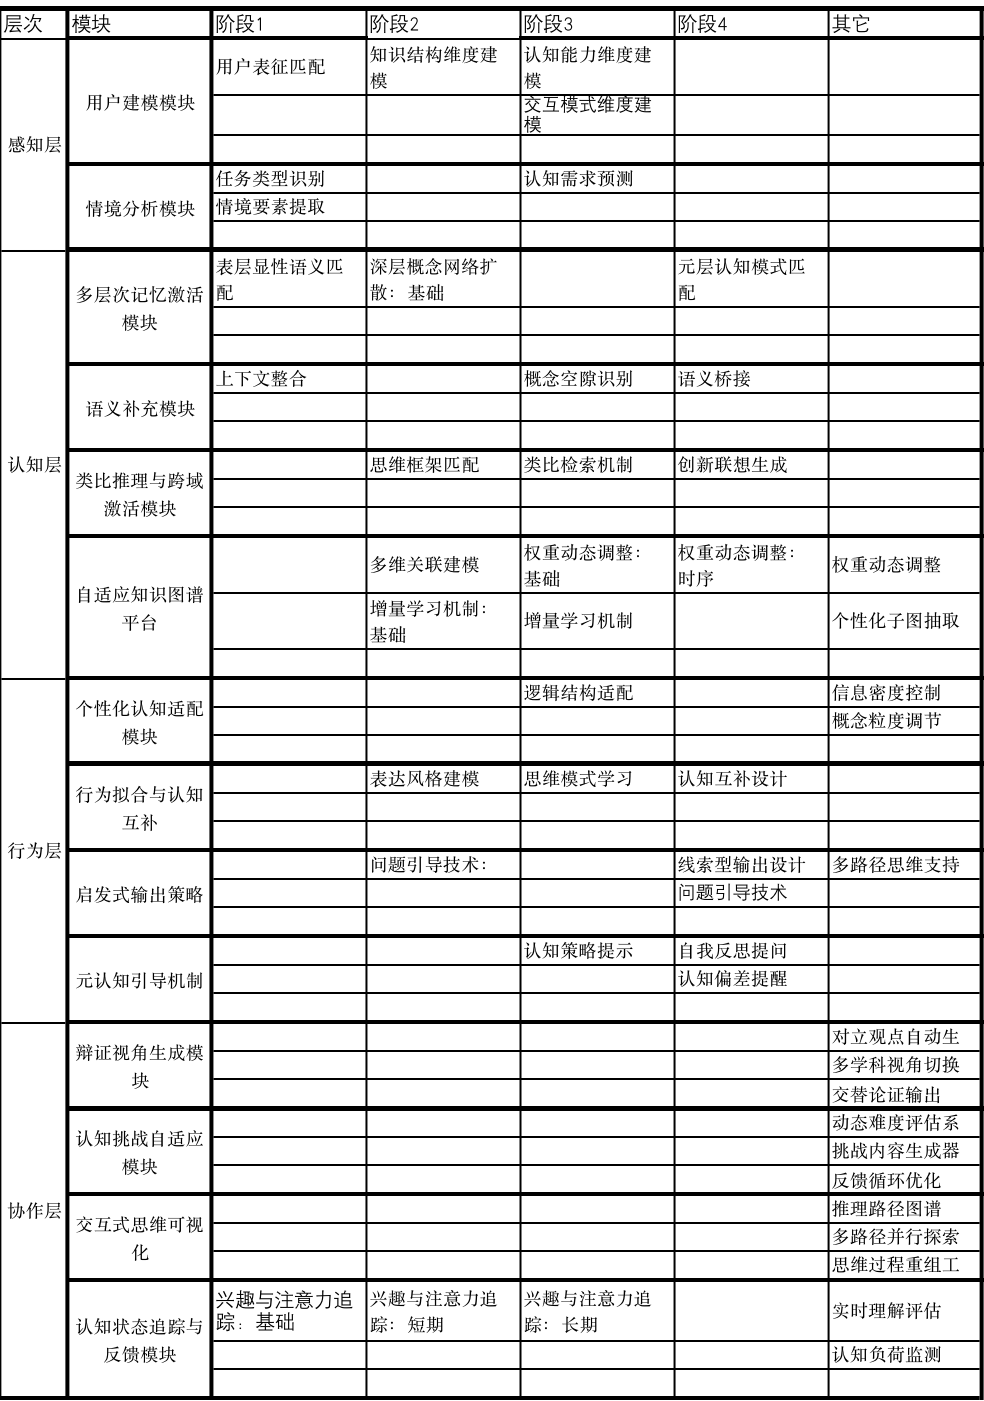 层次 模块 阶段1 阶段2 阶段3 阶段4 其它
感知层
用户建模模块
用户表征匹配
知识结构维度建
模
认知能力维度建
模
交互模式维度建
模
情境分析模块
任务类型识别 认知需求预测
情境要素提取
认知层
多层次记忆激活
模块
表层显性语义匹
配
深层概念网络扩
散：基础
元层认知模式匹
配
语义补充模块
上下文整合 概念空隙识别 语义桥接
类比推理与跨域
激活模块
思维框架匹配 类比检索机制 创新联想生成
自适应知识图谱
平台
多维关联建模
权重动态调整：
基础
权重动态调整：
时序
权重动态调整
增量学习机制：
基础
增量学习机制
个性化子图抽取
行为层
个性化认知适配
模块
逻辑结构适配 信息密度控制
概念粒度调节
行为拟合与认知
互补
表达风格建模 思维模式学习 认知互补设计
启发式输出策略
问题引导技术： 线索型输出设计 多路径思维支持
问题引导技术
元认知引导机制
认知策略提示 自我反思提问
认知偏差提醒
协作层
辩证视角生成模
块
对立观点自动生
多学科视角切换
交替论证输出
认知挑战自适应
模块
动态难度评估系
挑战内容生成器
反馈循环优化
交互式思维可视
化
推理路径图谱
多路径并行探索
思维过程重组工
认知状态追踪与
反馈模块
兴趣与注意力追
踪：基础
兴趣与注意力追
踪：短期
兴趣与注意力追
踪：长期
实时理解评估
认知负荷监测